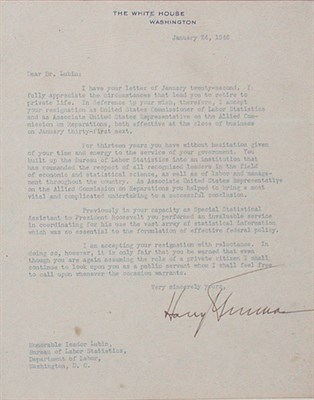 THE WHITE HOUSE
WASHINGTON
January 24, 1946
Dear Dr. Lubin:
I have your letter of January twenty-second. I
fully appreciate the circumstances that lead you to retire to
private life. In deference to your wish, therefore, I accept
your resignation as United States Commissioner of Labor Statistics
and as Associate United States Representative on the Allied Com-
mission on Reparations, both effective at the close of business
on January thirty-first next.
For thirteen years you have without hesitation given
of your time and energy to the service of your government. You
built up the Bureau of Labor Statistics into an institution that
has commanded the respect of all recognized leaders in the field
of economic and statistical science, as well as of labor and manage-
ment throughout the country. As Associate United States Representative
on the Allied Commission on Reparations you helped to bring a most
vital and complicated undertaking to a successful conclusion.
Previously in your capacity as Special Statistical
Assistant to President Roosevelt you performed an invaluable service
in coordinating for his use the vast array of statistical information
which was so essential to the formulation of effective federal policy.
I am accepting your resignation with reluctance. In
doing so, however, it is only fair that you be warned that even
though you are again assuming the role of a private citizen I shall
continue to look upon you as a public servant whom I shall feel free
to call upon whenever the occasion warrants.
Very sincerely yours,
Harry Truman
Honorable Isador Lubin,
Bureau of Labor Statistics,
Department of Labor,
Washington, D. C.